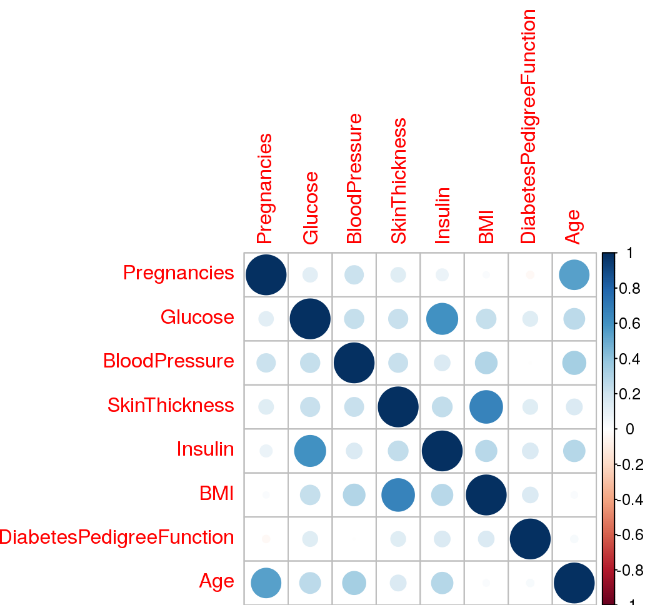 Pregnancies
Glucose
BloodPressure
SkinThickness
Insulin
BMI
DiabetesPedigreeFunction
Age
Pregnancies
Glucose
BloodPressure
SkinThickness
Insulin
BMI
DiabetesPedigreeFunction
Age
1
0.8
0.6
0.4
0.2
0
-0.2
-0.4
-0.6
-0.8
-1